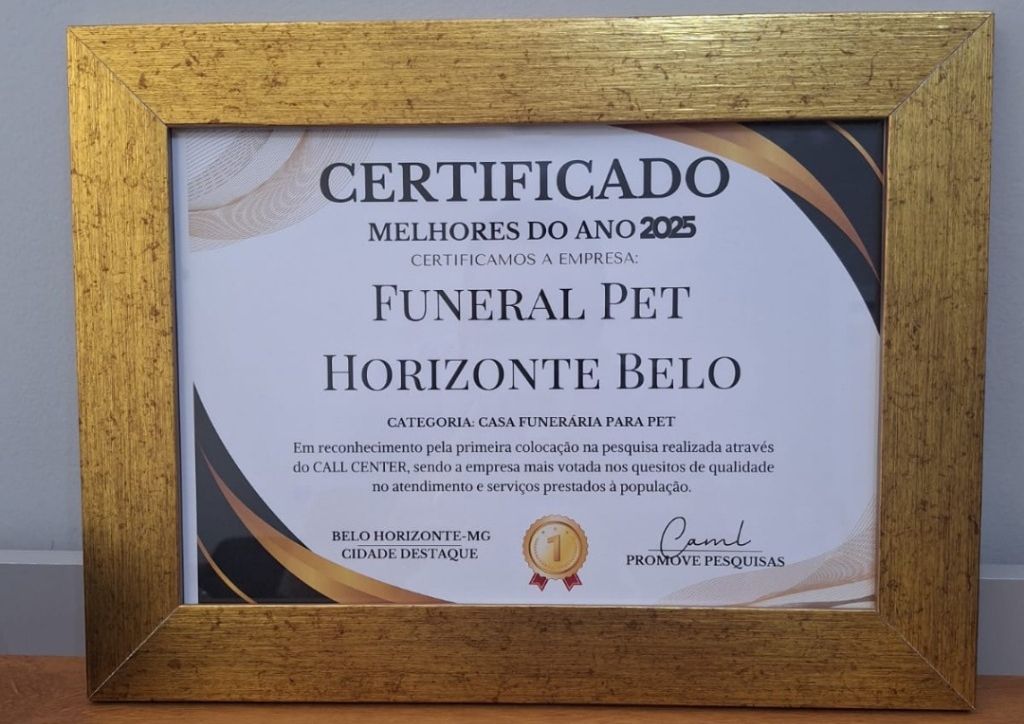 CERTIFICADO
MELHORES DO ANO 2025
CERTIFICAMOS A EMPRESA:
FUNERAL PET
HORIZONTE BELO
CATEGORIA: CASA FUNERÁRIA PARA PET
Em reconhecimento pela primeira colocação na pesquisa realizada através
do CALL CENTER, sendo a empresa mais votada nos quesitos de qualidade
no atendimento e serviços prestados à população.
BELO HORIZONTE-MG
CIDADE DESTAQUE
1
Caml
PROMOVE PESQUISAS